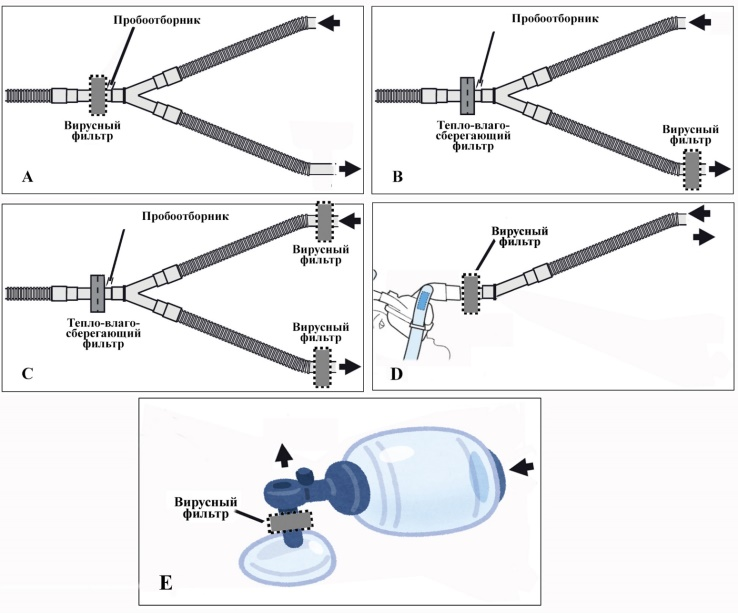 Пробоотборник
Вирусный
фильтр
A
Пробоотборник
Тепло-влаго-
сберегающий
фильтр
Вирусный
фильтр
B
Пробоотборник
Вирусный
фильтр
Тепло-влаго-
сберегающий
фильтр
Вирусный
фильтр
C
Вирусный
фильтр
D
Вирусный
фильтр
E